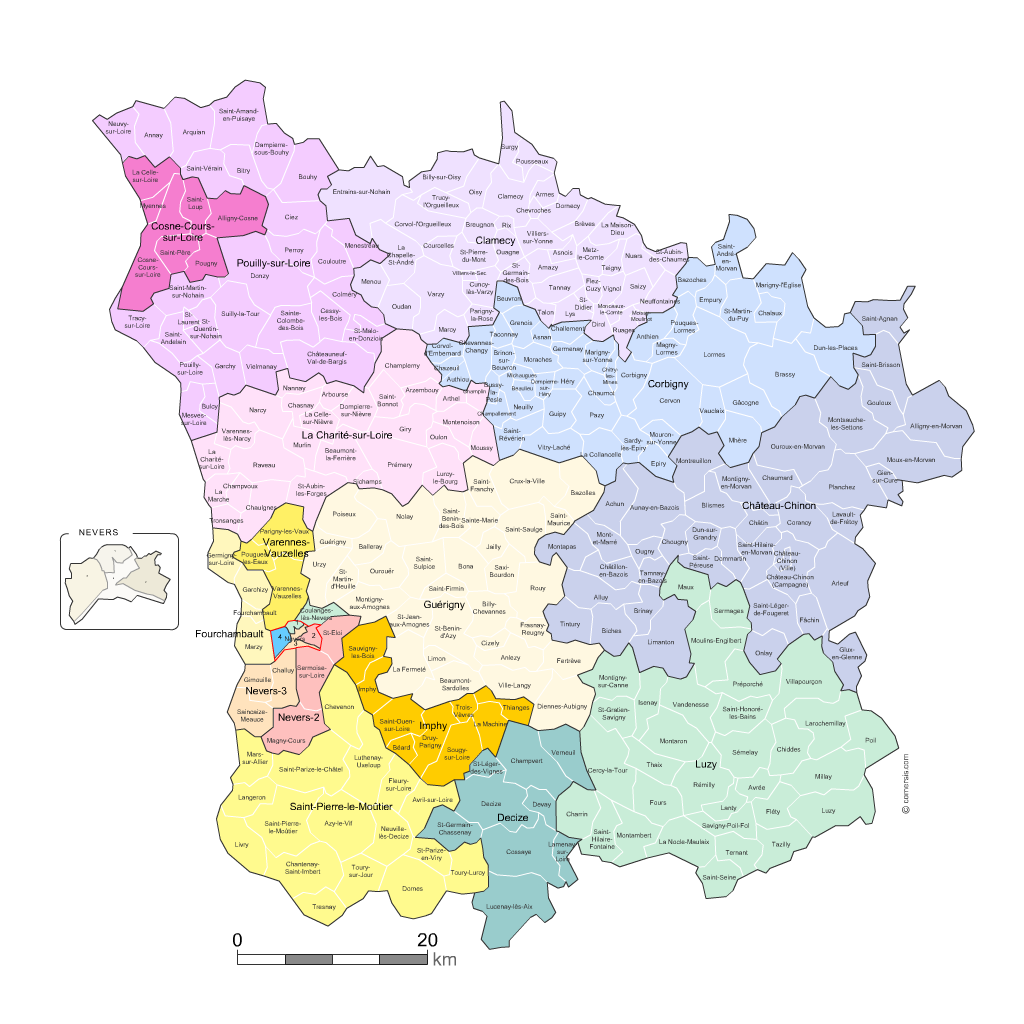 Saint-Amand-
en-Puisaye
Neuvy-
sur-Loire
Annay
Arquian
Dampierre-
sous-Bouhy
Saint-Vérain
Bitry
Bouhy
La Celle-
sur-Loire
Myennes
Saint-
Loup
Alligny-Cosne
Ciez
Cosne-Cours-
sur-Loire
Saint-Père
Cosne-
Cours-
sur-Loire
Pougny
Perroy
Pouilly-sur-Loire
Couloutre
Donzy
Menestreau
Saint-Martin-
sur-Nohain
Colméry
Tracy-
sur-Loire
St-
Laurent
St-
Quentin-
sur-Nohain
Suilly-la-Tour
Sainte-
Colombe-
des-Bois
Cessy-
les-Bois
Saint-
Andelain
St-Malo-
en-Donziois
Châteauneuf-
Val-de-Bargis
Pouilly-
sur-Loire
Garchy
Vielmanay
Bulcy
Mesves-
sur-Loire
Surgy
Pousseaux
Entrains-sur-Nohain
Billy-sur-Oisy
Oisy
Trucy-
l'Orgueilleux
Clamecy
Armes
Chevroches
Dornecy
Corvol-l'Orgueilleux
Breugnon
Rix
Brèves
La Maison-
Dieu
Villiers-
sur-Yonne
Clamecy
La
Chapelle-
St-André
Courcelles
Ouagne
St-Pierre-
du-Mont
Asnois
Metz-
le-Comte
Nuars
St-Aubin-
des-Chaumes
Menou
Villiers-le-Sec
St-
Germain-
des-Bois
Amazy
Teigny
Cuncy-
lès-Varzy
Varzy
Tannay
Flez-
Cuzy
Vignol
Saizy
Beuvron
Oudan
Parigny-
la-Rose
Talon
St-
Didier
Lys
Monceaux-
le-Comte
Neuffontaines
Dirol
Ruages
Marcy
Saint-
André-
en-
Morvan
Bazoches
Marigny-l'Église
Empury
St-Martin-
du-Puy
Chalaux
Pouques-
Lormes
Anthien
Magny-
Lormes
Lormes
Dun-les-Places
Brassy
Grenois
Taconnay
Asnan
Challement
Corvol-
d'Embernard
Chevannes-
Changy
Brinon-
sur-
Beuvron
Germenay
Moraches
Marigny-
sur-Yonne
Chitry-
les-
Mines
Corbigny
Corbigny
Chazeuil
Authiou
Michaugues
Beaulieu
Dompierre-
sur-
Héry
Héry
Chaumot
Cervon
Gâcogne
Vauclaix
Champlin
Bussy-
la-
Pesle
Champallement
Neuilly
Guipy
Pazy
Mhère
Saint-
Révérien
Vitry-Laché
Sardy-
lès-Épiry
Mouron-
sur-Yonne
La Collancelle
Epiry
Montreuillon
Champlemy
Nannay
Arbourse
Arzembouy
Arthel
Narcy
Chasnay
La Celle-
sur-Nièvre
Dompierre-
sur-Nièvre
Saint-
Bonnot
Montenoison
Varennes-
lès-Narcy
Murlin
La Charité-sur-Loire
Giry
Oulon
Moussy
La
Charité-
sur-Loire
Raveau
Beaumont-
la-Ferrière
Prémery
Lurcy-
le-Bourg
Champvoux
La
Marche
St-Aubin-
les-Forges
Sichamps
Chaulgnes
Tronsanges
Saint-Agnan
Saint-Brisson
Gouloux
Montsauche-
les-Settons
Alligny-en-Morvan
Ouroux-en-Morvan
Moux-en-Morvan
Gien-
sur-Cure
Montigny-
en-Morvan
Chaumard
Planchez
Achun
Aunay-en-Bazois
Blismes
Château-Chinon
Châtin
Corancy
Lavault-
de-Frétoy
Mont-
et-Marré
Ougny
Chougny
Dun-sur-
Grandry
Saint-Hilaire-
en-Morvan
Montapas
Châtillon-
en-Bazois
Tamnay-
en-Bazois
Saint-
Péreuse
Dommartin
Château-
Chinon
(Ville)
Château-Chinon
(Campagne)
Arleuf
Alluy
Brinay
Saint-Léger-
de-Fougeret
Fâchin
Tintury
Biches
Limanton
Onlay
Glux-
en-Glenne
Saint-
Franchy
Crux-la-Ville
Bazolles
Poiseux
Nolay
Saint-
Benin-
des-Bois
Sainte-Marie
Saint-Saulge
Saint-
Maurice
Guérigny
Balleray
Jailly
Urzy
Saint-
Sulpice
Bona
Saxi-
Bourdon
St-
Martin-
d'Heuille
Ourouër
Saint-Firmin
Rouy
Montigny-
aux-Amognes
Guérigny
Billy-
Chevannes
St-Jean-
aux-Amognes
St-Benin-
d'Azy
Frasnay-
Reugny
Cizely
Limon
Anlezy
Fertrève
La Fermeté
Beaumont-
Sardolles
Ville-Langy
Diennes-Aubigny
NEVERS
Parigny-les-Vaux
Varennes-
Vauzelles
Germigny-
sur-Loire
Pougues-
les-Eaux
Garchizy
Varennes-
Vauzelles
Fourchambault
Coulanges-
lès-Nevers
Fourchambault
4
1
Nevers
2
St-Éloi
Marzy
Challuy
Gimouille
Sermoise-
sur-Loire
Nevers-3
Saincaize-
Meauce
Nevers-2
Magny-Cours
Sauvigny-
les-Bois
Imphy
Trois-
Vèvres
Thianges
Saint-Ouen-
sur-Loire
Imphy
La Machine
Druy-
Parigny
Béard
Sougy-
sur-Loire
Chevenon
Mars-
sur-Allier
Luthenay-
Uxeloup
Saint-Parize-le-Châtel
Fleury-
sur-Loire
Langeron
Saint-Pierre-le-Moûtier
Avril-sur-Loire
Saint-Pierre-
le-Moûtier
Azy-le-Vif
Neuville-
lès-Decize
Livry
Chantenay-
Saint-Imbert
Toury-
sur-Jour
St-Parize-
en-Viry
Toury-Lurcy
Dornes
Tresnay
Verneuil
St-Léger-
des-Vignes
Champvert
Decize
Devay
Decize
St-Germain-
Chassenay
Cossaye
Lamenay-
sur-
Loire
Lucenay-lès-Aix
Maux
Sermages
Moulins-Engilbert
Montigny-
sur-Canne
Préporché
Villapourçon
Isenay
Vandenesse
St-Gratien-
Savigny
Saint-Honoré-
les-Bains
Larochemillay
Montaron
Sémelay
Chiddes
Poil
Cercy-la-Tour
Thaix
Luzy
Rémilly
Avrée
Millay
Fours
Lanty
Fléty
Luzy
Charrin
Savigny-Poil-Fol
Saint-
Hilaire-
Fontaine
Montambert
La Nocle-Maulaix
Ternant
Tazilly
Saint-Seine
© comersis.com
0
20
km